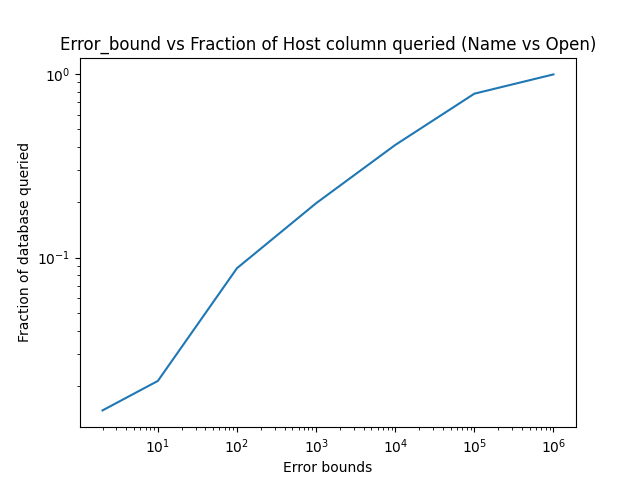 Error_bound vs Fraction of Host column queried (Name vs Open)
10⁰
10⁻¹
Fraction of database queried
10¹ 10² 10³ 10⁴ 10⁵ 10⁶
Error bounds